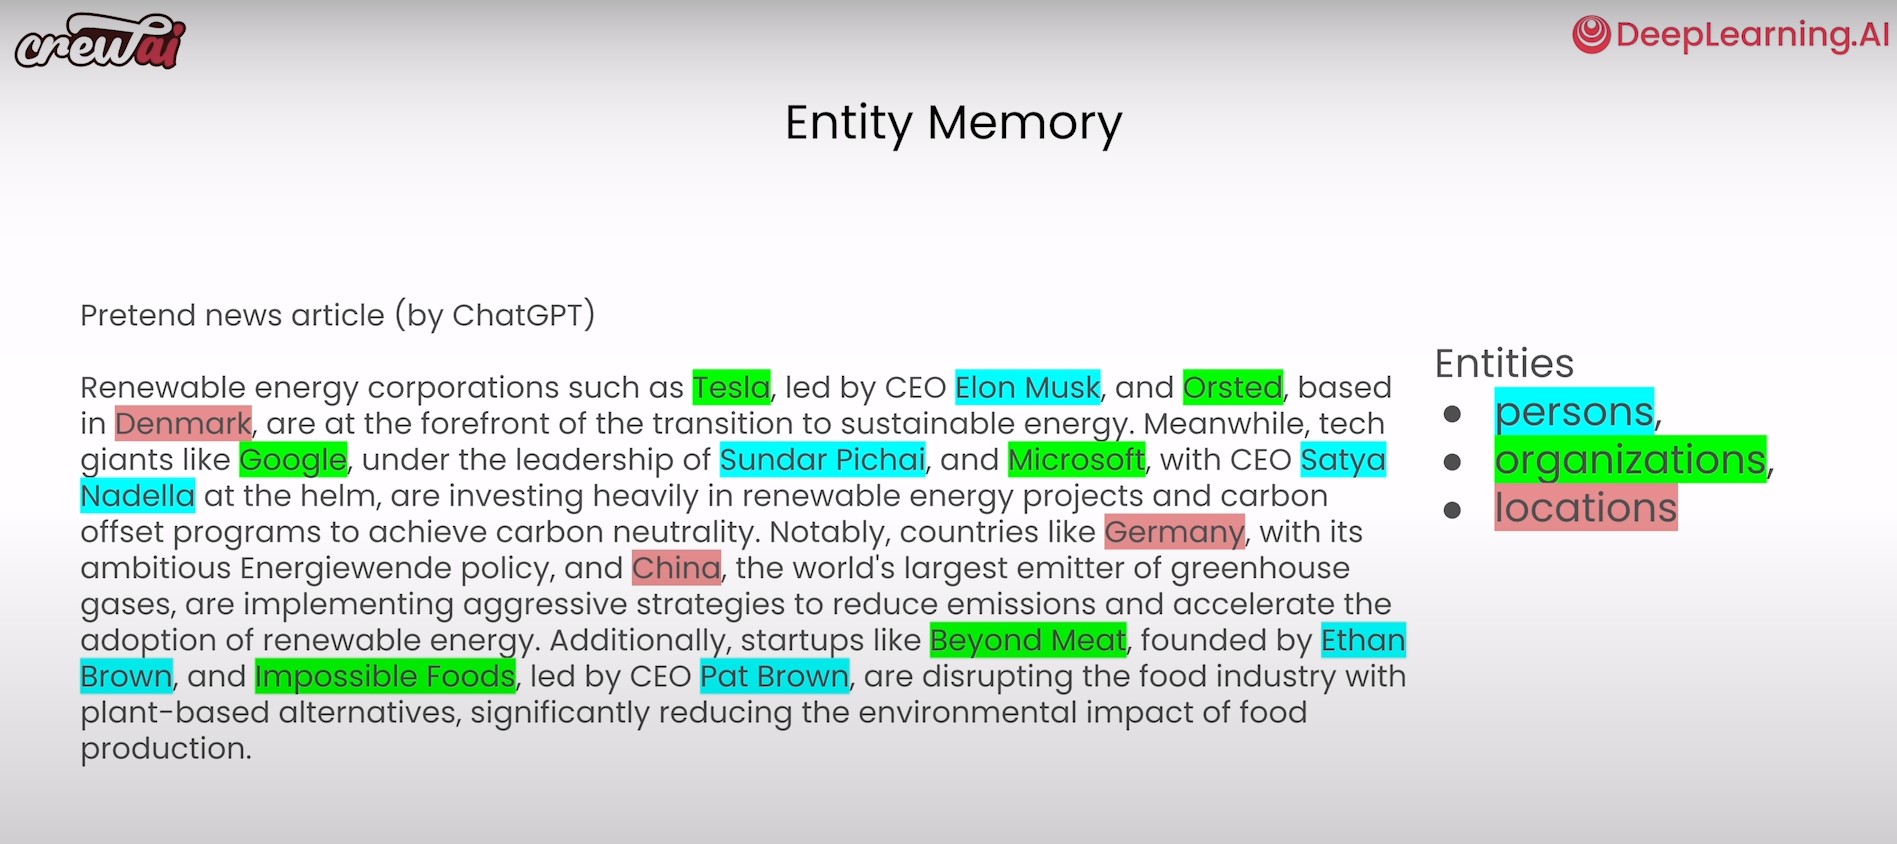 crewai
DeepLearning.AI
Entity Memory
Pretend news article (by ChatGPT)
Renewable energy corporations such as Tesla, led by CEO Elon Musk, and Orsted, based
in Denmark, are at the forefront of the transition to sustainable energy. Meanwhile, tech
giants like Google, under the leadership of Sundar Pichai, and Microsoft, with CEO Satya
Nadella at the helm, are investing heavily in renewable energy projects and carbon
offset programs to achieve carbon neutrality. Notably, countries like Germany, with its
ambitious Energiewende policy, and China, the world's largest emitter of greenhouse
gases, are implementing aggressive strategies to reduce emissions and accelerate the
adoption of renewable energy. Additionally, startups like Beyond Meat, founded by Ethan
Brown, and Impossible Foods, led by CEO Pat Brown, are disrupting the food industry with
plant-based alternatives, significantly reducing the environmental impact of food
production.
Entities
● persons,
● organizations,
● locations